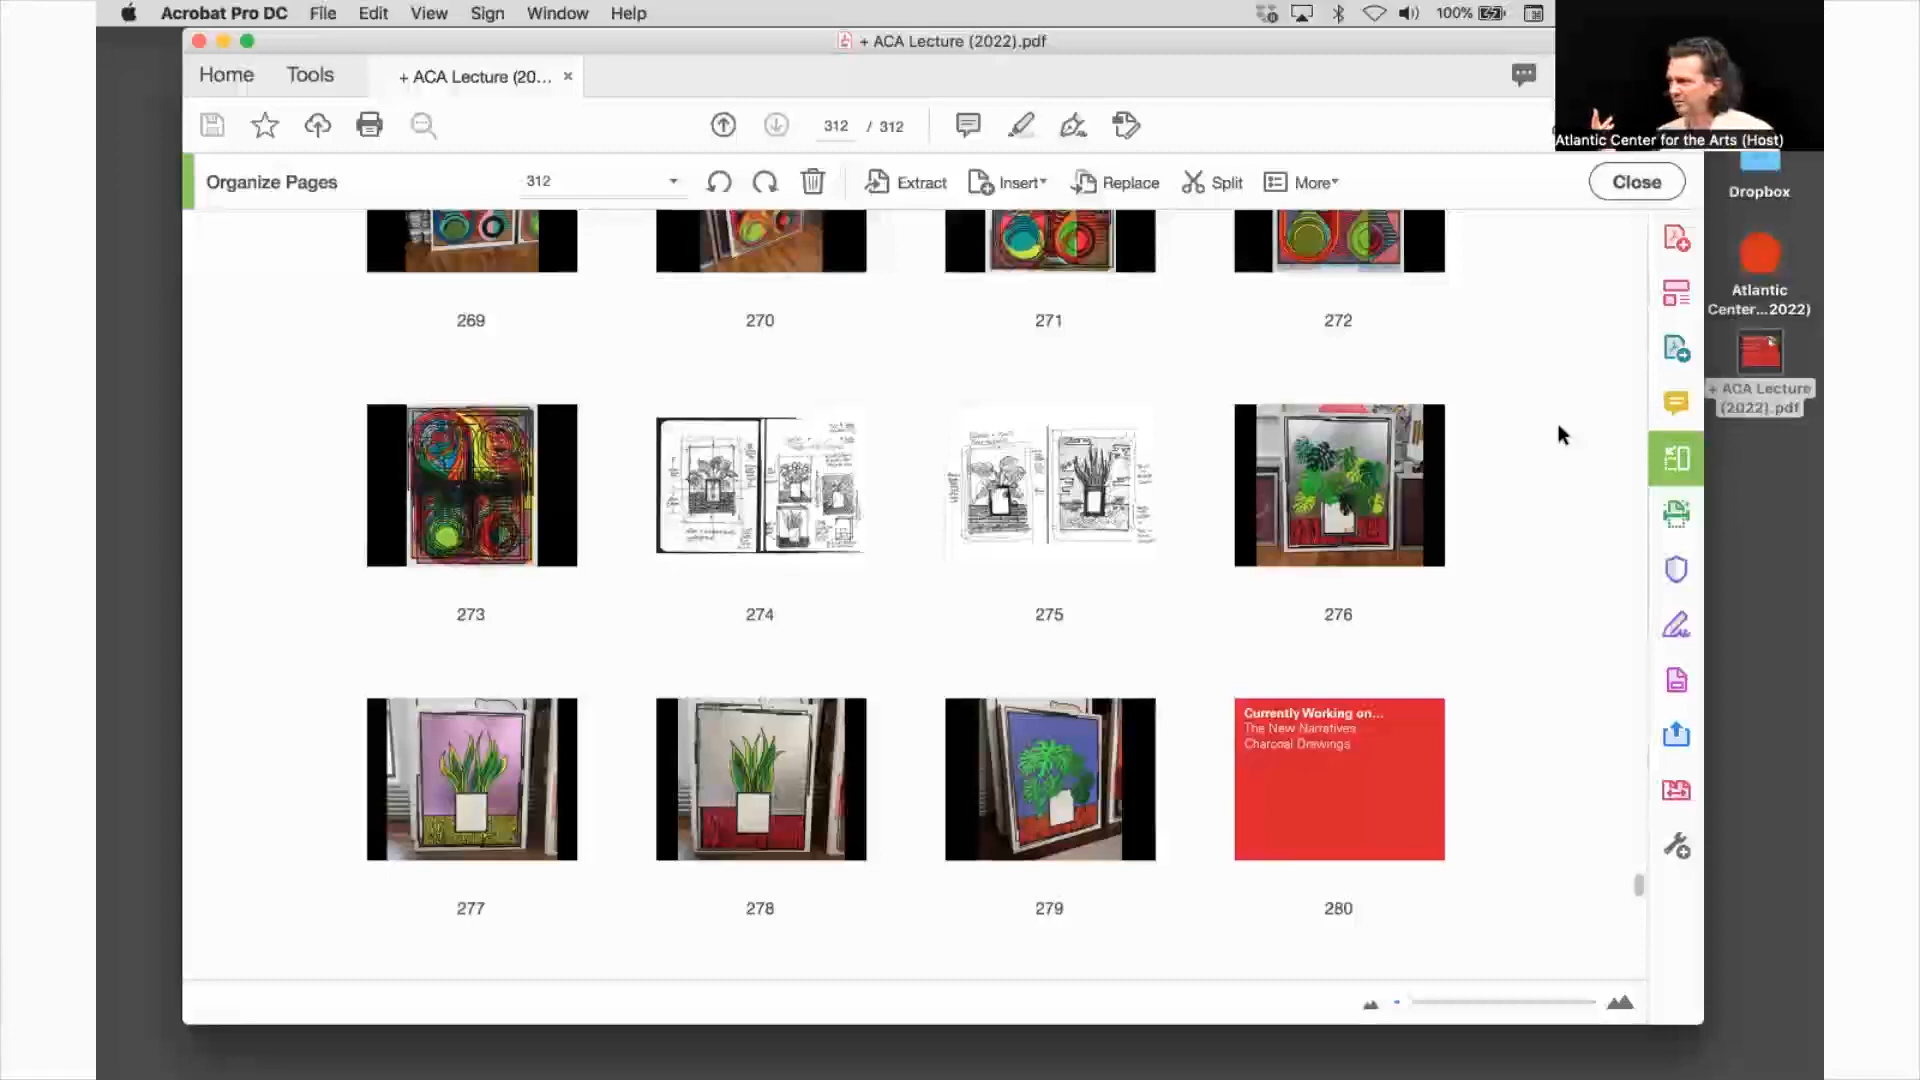 Acrobat Pro DC File Edit View Sign Window Help 100%
+ ACA Lecture (2022).pdf
Home Tools + ACA Lecture (20... ×
312 / 312
Atlantic Center for the Arts (Host)
Organize Pages 312 Extract Insert Replace Split More Close
Dropbox
Atlantic
Center...2022)
+ ACA Lecture
(2022).pdf
269 270 271 272
273 274 275 276
Currently Working on...
The New Narratives
Charcoal Drawings
277 278 279 280